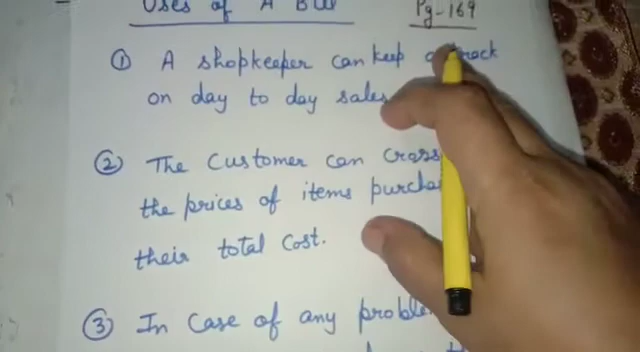 Uses of A Bill
Pg-169
① A shopkeeper can keep a track
on day to day sales
② The customer can cross
the prices of items
their total cost.
③ In case of any